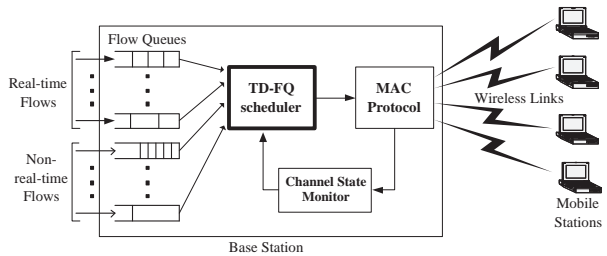 Flow Queues
Real-time
Flows
Non-
real-time
Flows
TD-FQ
scheduler
MAC
Protocol
Channel State
Monitor
Wireless Links
Mobile
Stations
Base Station